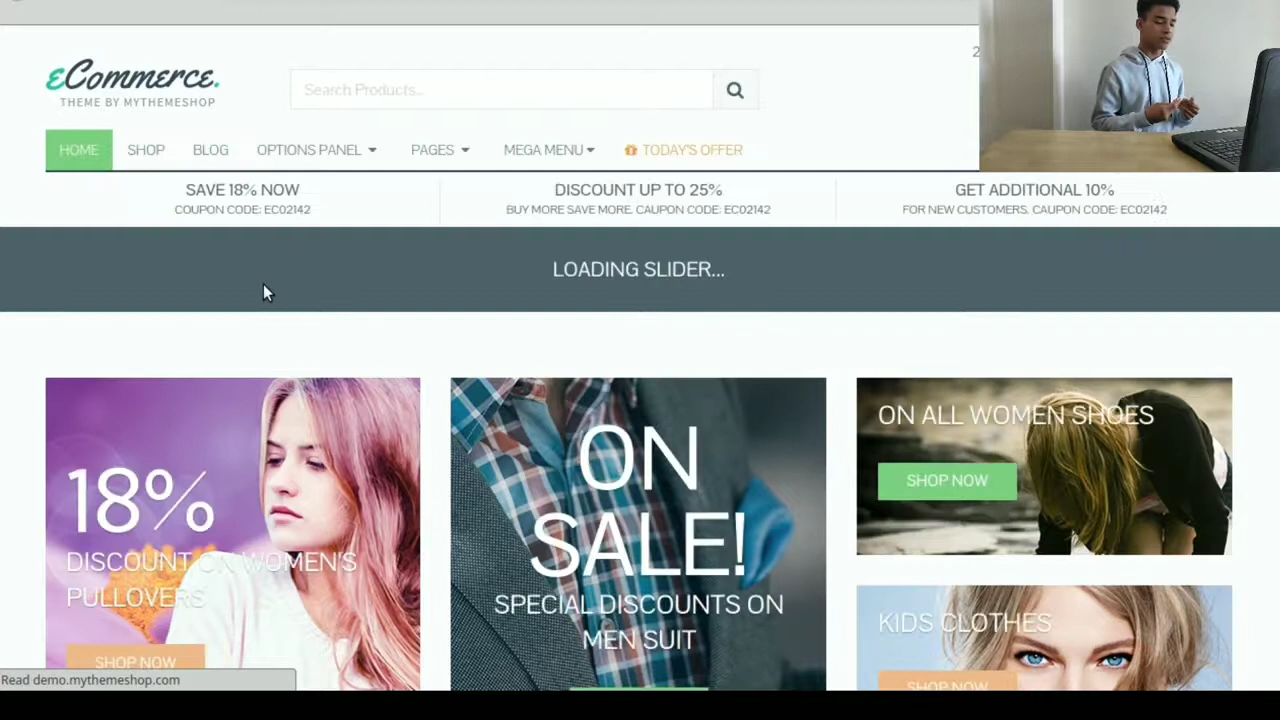 eCommerce.
THEME BY MYTHEMESHOP
Search Products..
2
HOME SHOP BLOG OPTIONS PANEL PAGES MEGA MENU TODAY'S OFFER
SAVE 18% NOW
COUPON CODE: EC02142
DISCOUNT UP TO 25%
BUY MORE SAVE MORE. CAUPON CODE: EC02142
GET ADDITIONAL 10%
FOR NEW CUSTOMERS. CAUPON CODE: EC02142
LOADING SLIDER...
18%
DISCOUNT ON WOMEN'S
PULLOVERS
SHOP NOW
ON
SALE!
SPECIAL DISCOUNTS ON
MEN SUIT
ON ALL WOMEN SHOES
SHOP NOW
KIDS CLOTHES
SHOP NOW
Read demo.mythemeshop.com